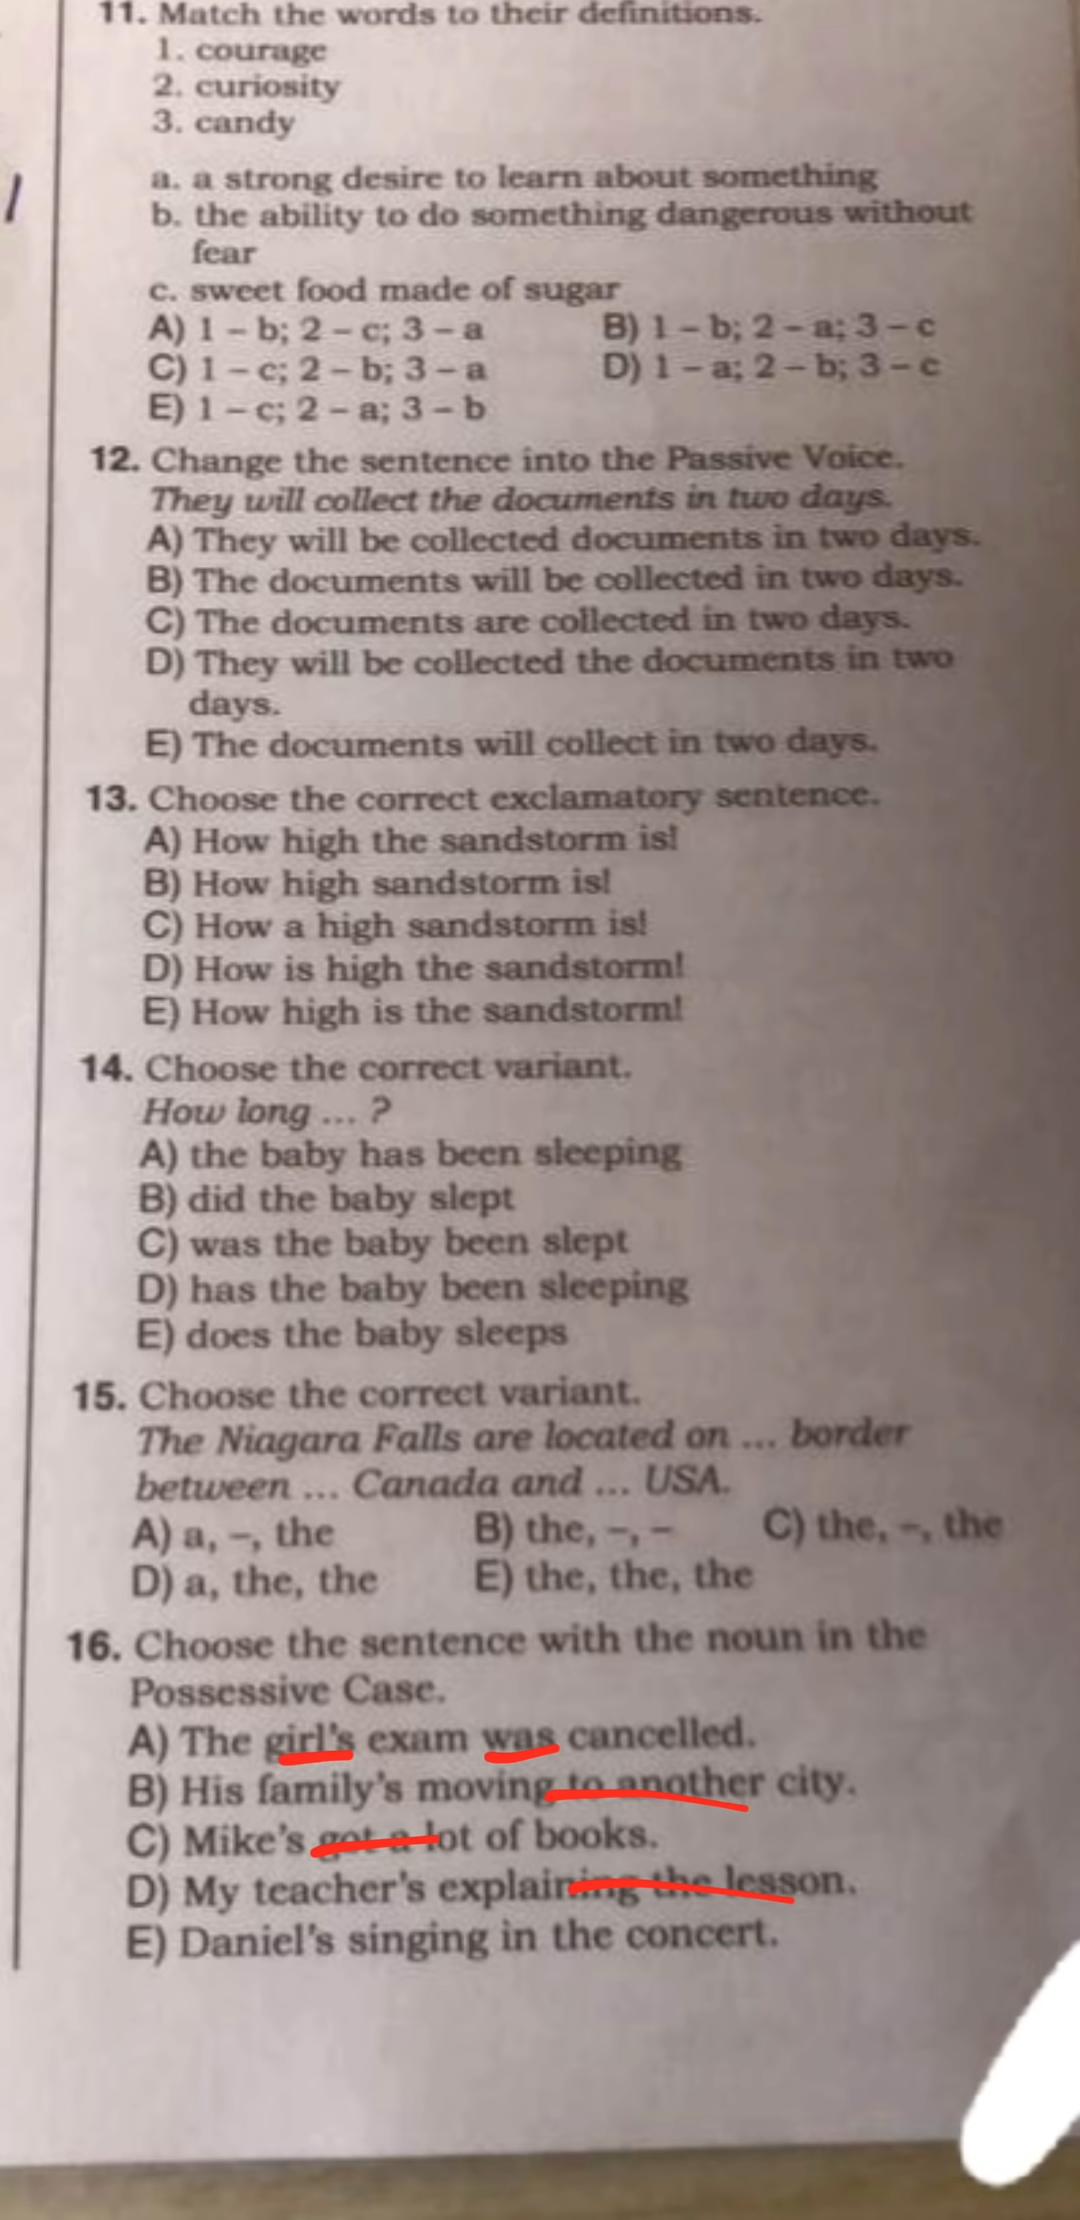 11. Match the words to their definitions.
1. courage
2. curiosity
3. candy
a. a strong desire to learn about something
b. the ability to do something dangerous without
fear
c. sweet food made of sugar
A) 1 – b; 2 – c; 3 – a B) 1 – b; 2 – a; 3 – c
C) 1 – c; 2 – b; 3 – a D) 1 – a; 2 – b; 3 – c
E) 1 – c; 2 – a; 3 – b
12. Change the sentence into the Passive Voice.
They will collect the documents in two days.
A) They will be collected documents in two days.
B) The documents will be collected in two days.
C) The documents are collected in two days.
D) They will be collected the documents in two
days.
E) The documents will collect in two days.
13. Choose the correct exclamatory sentence.
A) How high the sandstorm is!
B) How high sandstorm is!
C) How a high sandstorm is!
D) How is high the sandstorm!
E) How high is the sandstorm!
14. Choose the correct variant.
How long ... ?
A) the baby has been sleeping
B) did the baby slept
C) was the baby been slept
D) has the baby been sleeping
E) does the baby sleeps
15. Choose the correct variant.
The Niagara Falls are located on ... border
between ... Canada and ... USA.
A) a, –, the B) the, –, – C) the, –, the
D) a, the, the E) the, the, the
16. Choose the sentence with the noun in the
Possessive Case.
A) The girl's exam was cancelled.
B) His family's moving to another city.
C) Mike's got a lot of books.
D) My teacher's explaining the lesson.
E) Daniel's singing in the concert.